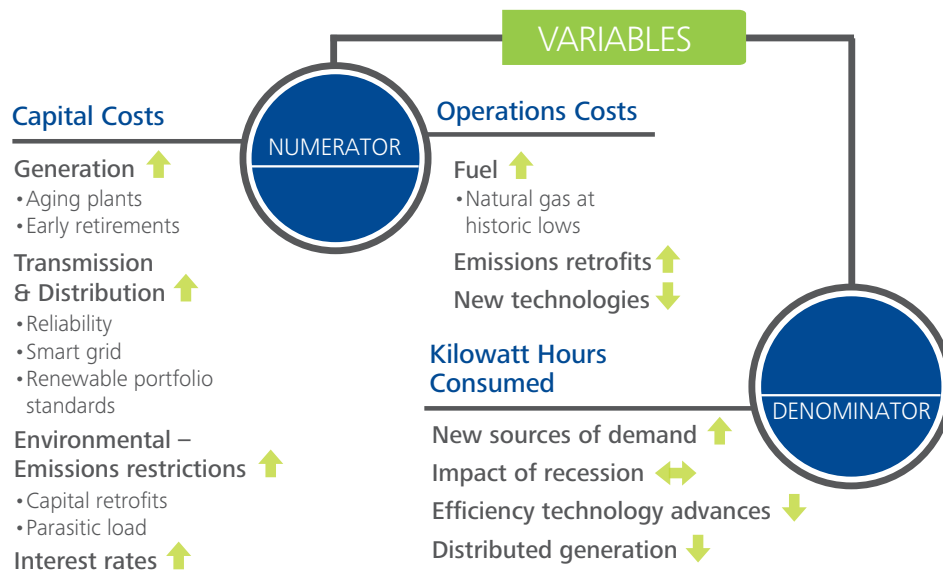 VARIABLES
NUMERATOR
Capital Costs
Generation
•Aging plants
•Early retirements
Transmission
& Distribution
•Reliability
•Smart grid
•Renewable portfolio
standards
Environmental –
Emissions restrictions
•Capital retrofits
•Parasitic load
Interest rates
Operations Costs
Fuel
•Natural gas at
historic lows
Emissions retrofits
New technologies
DENOMINATOR
Kilowatt Hours
Consumed
New sources of demand
Impact of recession
Efficiency technology advances
Distributed generation